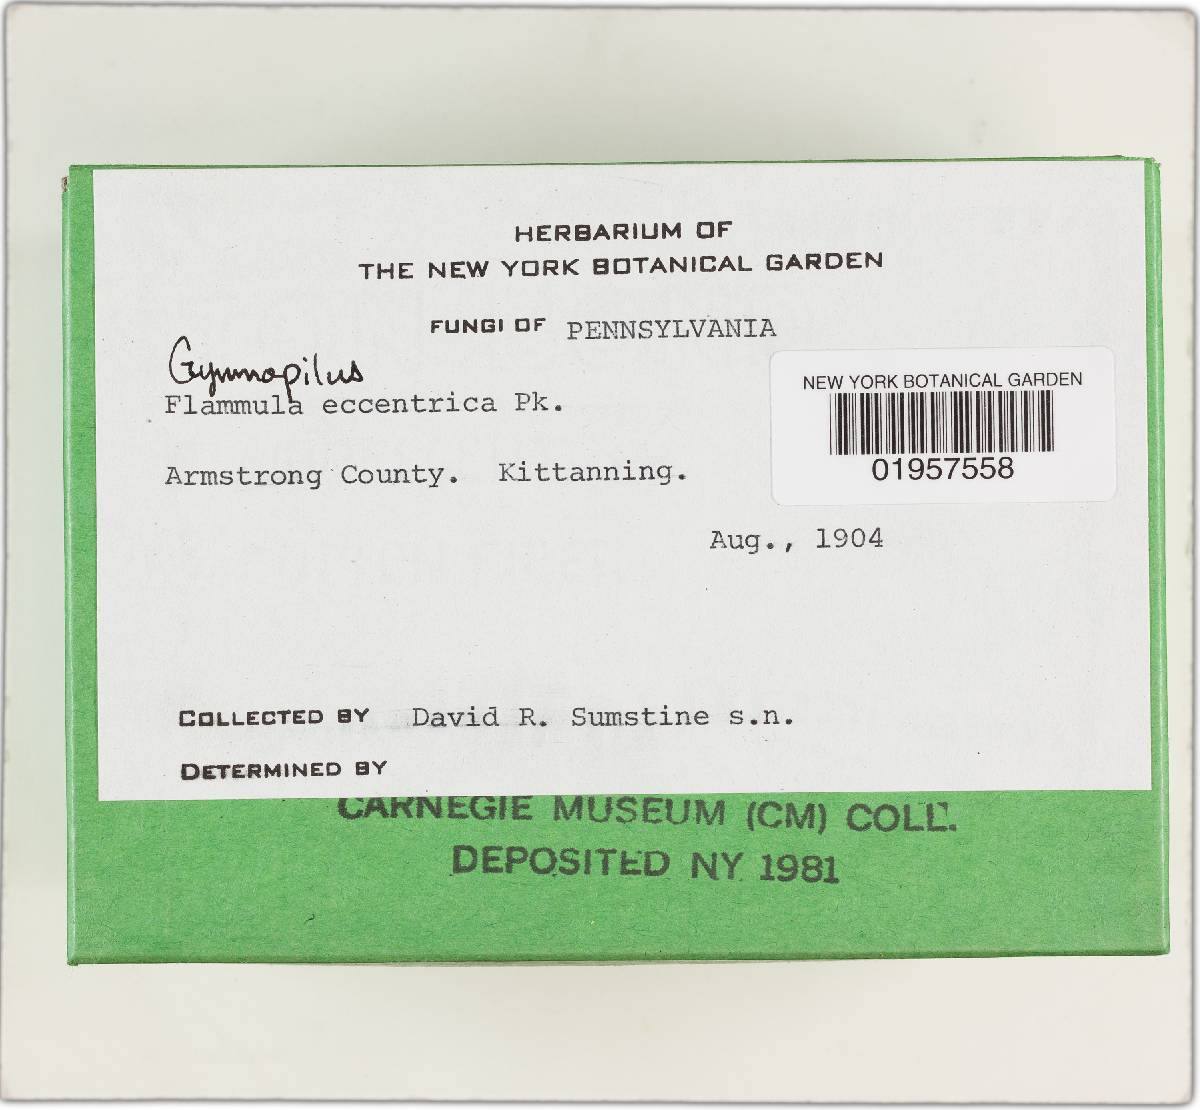 HERBARIUM OF
THE NEW YORK BOTANICAL GARDEN
FUNGI OF PENNSYLVANIA
Gymnopilus
Flammula eccentrica Pk.
NEW YORK BOTANICAL GARDEN
01957558
Armstrong County. Kittanning.
Aug., 1904
COLLECTED BY David R. Sumstine s.n.
DETERMINED BY
CARNEGIE MUSEUM (CM) COLL.
DEPOSITED NY 1981